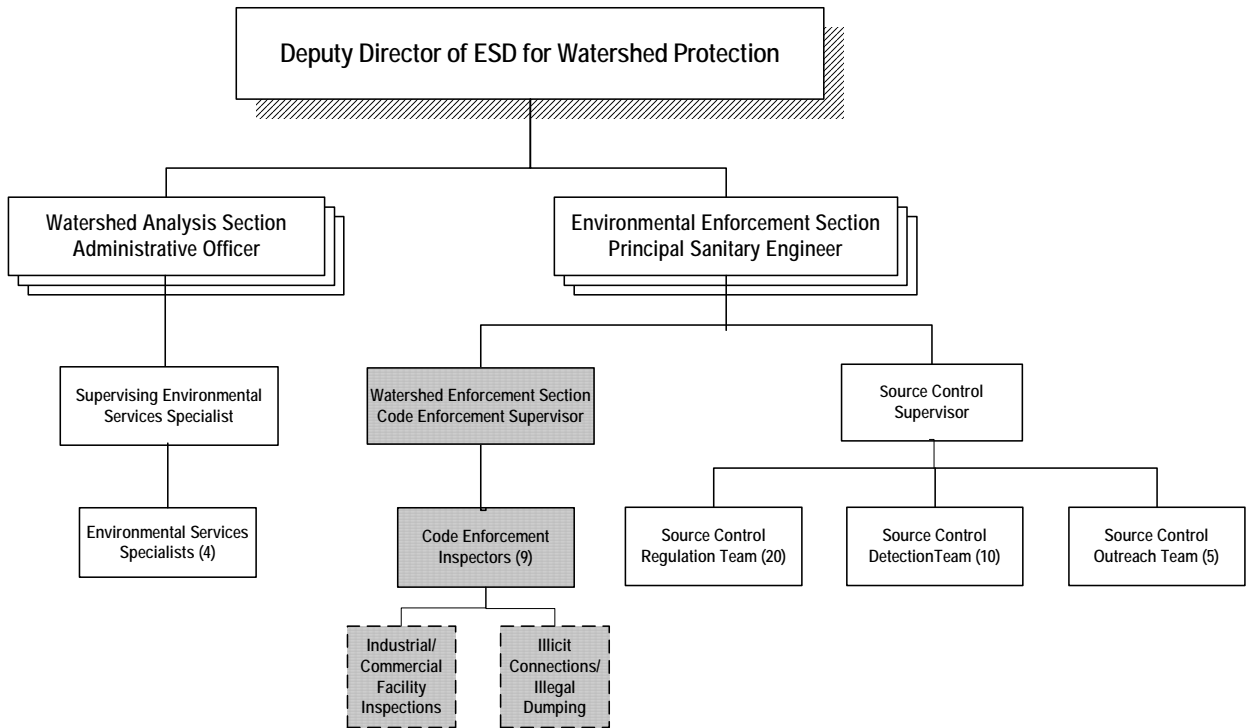 Deputy Director of ESD for Watershed Protection
Watershed Analysis Section
Administrative Officer
Environmental Enforcement Section
Principal Sanitary Engineer
Supervising Environmental
Services Specialist
Watershed Enforcement Section
Code Enforcement Supervisor
Source Control
Supervisor
Environmental Services
Specialists (4)
Code Enforcement
Inspectors (9)
Source Control
Regulation Team (20)
Source Control
DetectionTeam (10)
Source Control
Outreach Team (5)
Industrial/
Commercial
Facility
Inspections
Illicit
Connections/
Illegal
Dumping